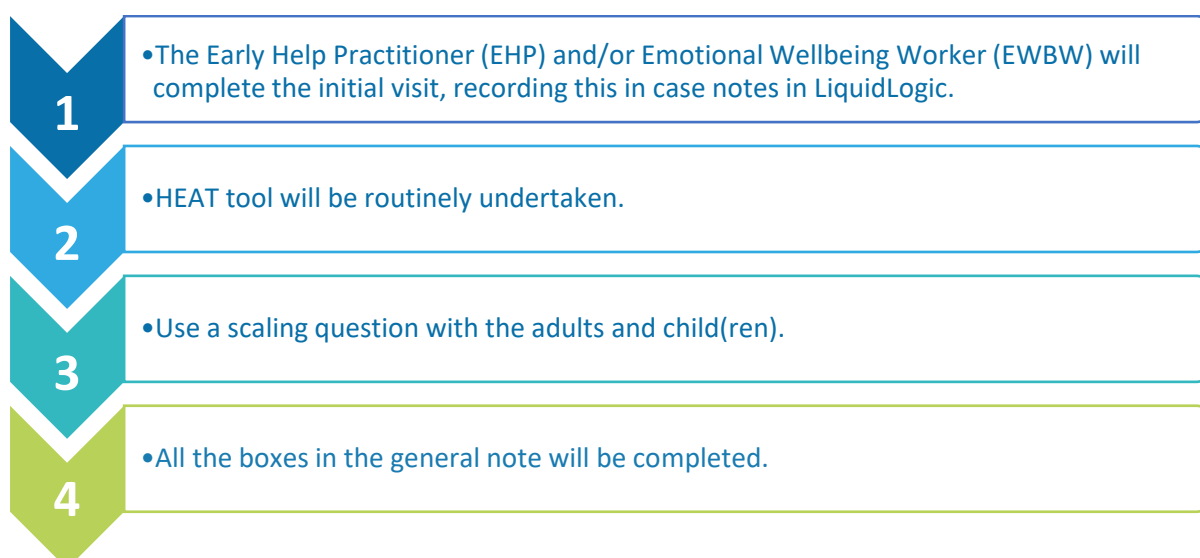 •The Early Help Practitioner (EHP) and/or Emotional Wellbeing Worker (EWBW) will
complete the initial visit, recording this in case notes in LiquidLogic.
1
•HEAT tool will be routinely undertaken.
2
•Use a scaling question with the adults and child(ren).
3
•All the boxes in the general note will be completed.
4